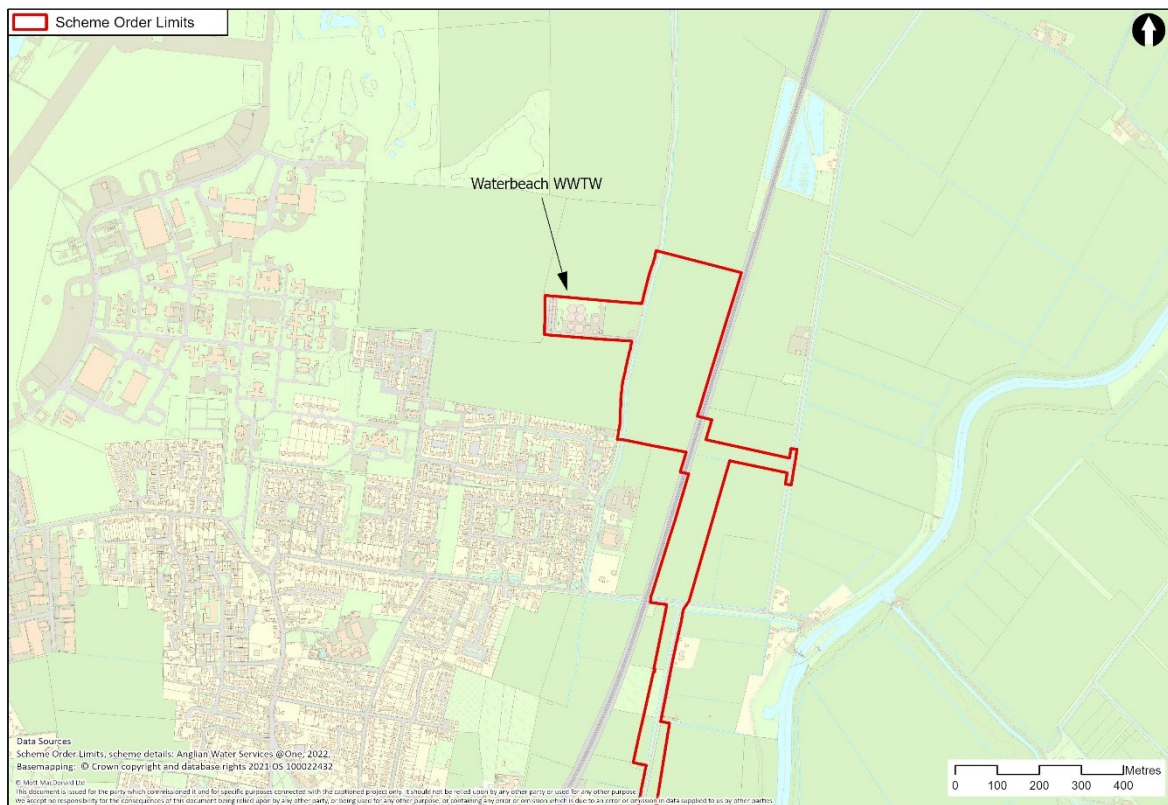 Scheme Order Limits
Waterbeach WWTW
Data Sources
Scheme Order Limits, scheme details: Anglian Water Services @One, 2022.
Basemapping: © Crown copyright and database rights 2021 OS 100022432
© Mott MacDonald Ltd
This document is issued for the party which commissioned it and for specific purposes connected with the captioned project only. It should not be relied upon by any other party or used for any other purpose.
We accept no responsibility for the consequences of this document being relied upon by any other party, or being used for any other purpose, or containing any error or omission which is due to an error or omission in data supplied to us by other parties
Metres
0 100 200 300 400